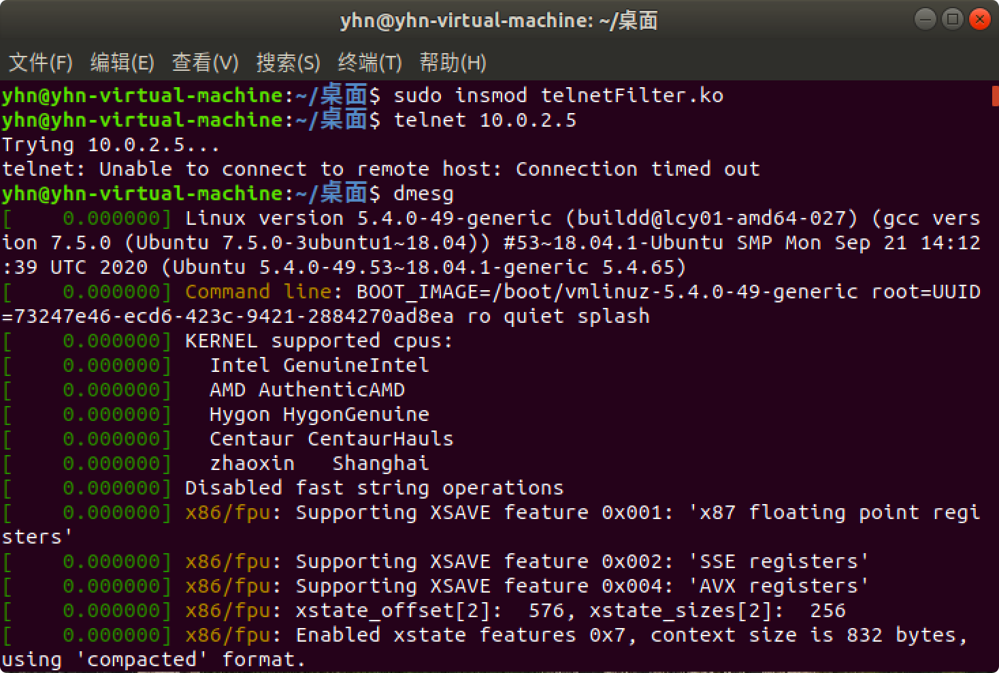 yhn@yhn-virtual-machine: ~/桌面
文件(F) 编辑(E) 查看(V) 搜索(S) 终端(T) 帮助(H)
yhn@yhn-virtual-machine:~/桌面$ sudo insmod telnetFilter.ko
yhn@yhn-virtual-machine:~/桌面$ telnet 10.0.2.5
Trying 10.0.2.5...
telnet: Unable to connect to remote host: Connection timed out
yhn@yhn-virtual-machine:~/桌面$ dmesg
[    0.000000] Linux version 5.4.0-49-generic (buildd@lcy01-amd64-027) (gcc vers
ion 7.5.0 (Ubuntu 7.5.0-3ubuntu1~18.04)) #53~18.04.1-Ubuntu SMP Mon Sep 21 14:12
:39 UTC 2020 (Ubuntu 5.4.0-49.53~18.04.1-generic 5.4.65)
[    0.000000] Command line: BOOT_IMAGE=/boot/vmlinuz-5.4.0-49-generic root=UUID
=73247e46-ecd6-423c-9421-2884270ad8ea ro quiet splash
[    0.000000] KERNEL supported cpus:
[    0.000000]   Intel GenuineIntel
[    0.000000]   AMD AuthenticAMD
[    0.000000]   Hygon HygonGenuine
[    0.000000]   Centaur CentaurHauls
[    0.000000]   zhaoxin   Shanghai
[    0.000000] Disabled fast string operations
[    0.000000] x86/fpu: Supporting XSAVE feature 0x001: 'x87 floating point regi
sters'
[    0.000000] x86/fpu: Supporting XSAVE feature 0x002: 'SSE registers'
[    0.000000] x86/fpu: Supporting XSAVE feature 0x004: 'AVX registers'
[    0.000000] x86/fpu: xstate_offset[2]:  576, xstate_sizes[2]:  256
[    0.000000] x86/fpu: Enabled xstate features 0x7, context size is 832 bytes,
using 'compacted' format.